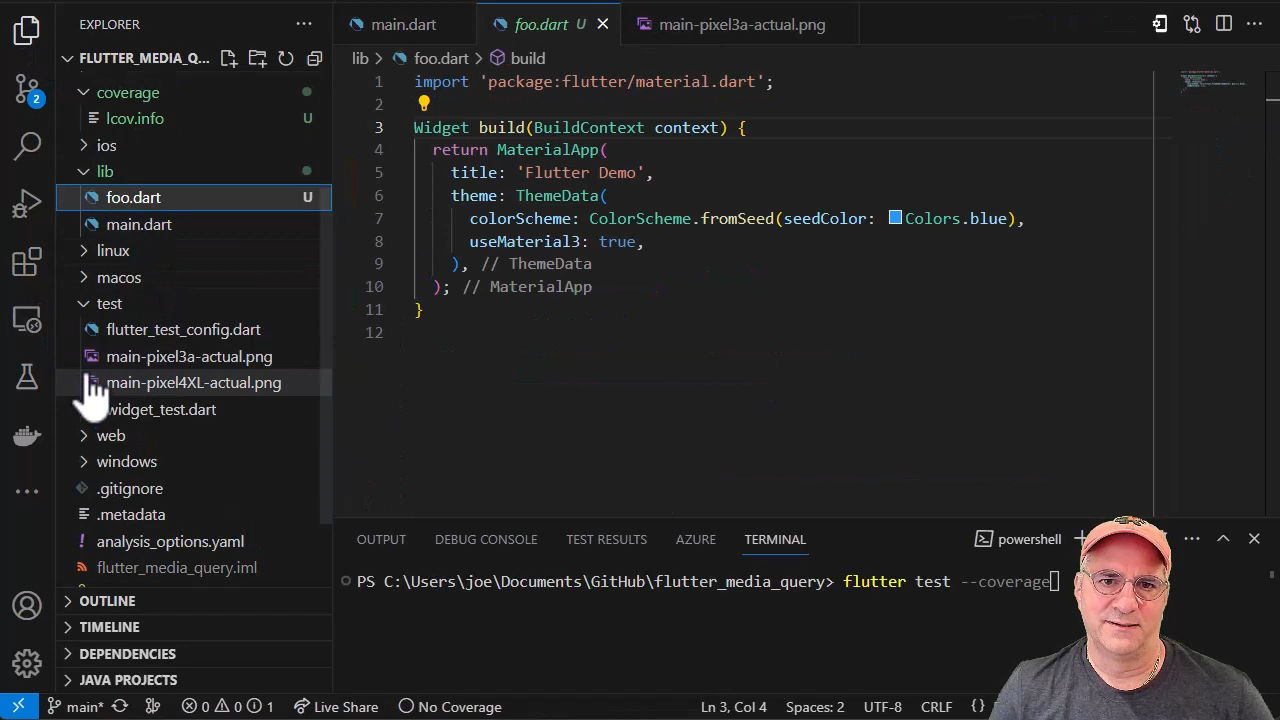 EXPLORER
FLUTTER_MEDIA_Q...
coverage
lcov.info U
ios
lib
foo.dart U
main.dart
linux
macos
test
flutter_test_config.dart
main-pixel3a-actual.png
main-pixel4XL-actual.png
widget_test.dart
web
windows
.gitignore
.metadata
analysis_options.yaml
flutter_media_query.iml
OUTLINE
TIMELINE
DEPENDENCIES
JAVA PROJECTS
2
main.dart
foo.dart U
main-pixel3a-actual.png
lib > foo.dart > build
1 import 'package:flutter/material.dart';
2
3 Widget build(BuildContext context) {
4 return MaterialApp(
5 title: 'Flutter Demo',
6 theme: ThemeData(
7 colorScheme: ColorScheme.fromSeed(seedColor: Colors.blue),
8 useMaterial3: true,
9 ), // ThemeData
10 ); // MaterialApp
11 }
12
OUTPUT DEBUG CONSOLE TEST RESULTS AZURE TERMINAL powershell
PS C:\Users\joe\Documents\GitHub\flutter_media_query> flutter test --coverage
main* 0 0 1 Live Share No Coverage Ln 3, Col 4 Spaces: 2 UTF-8 CRLF {}